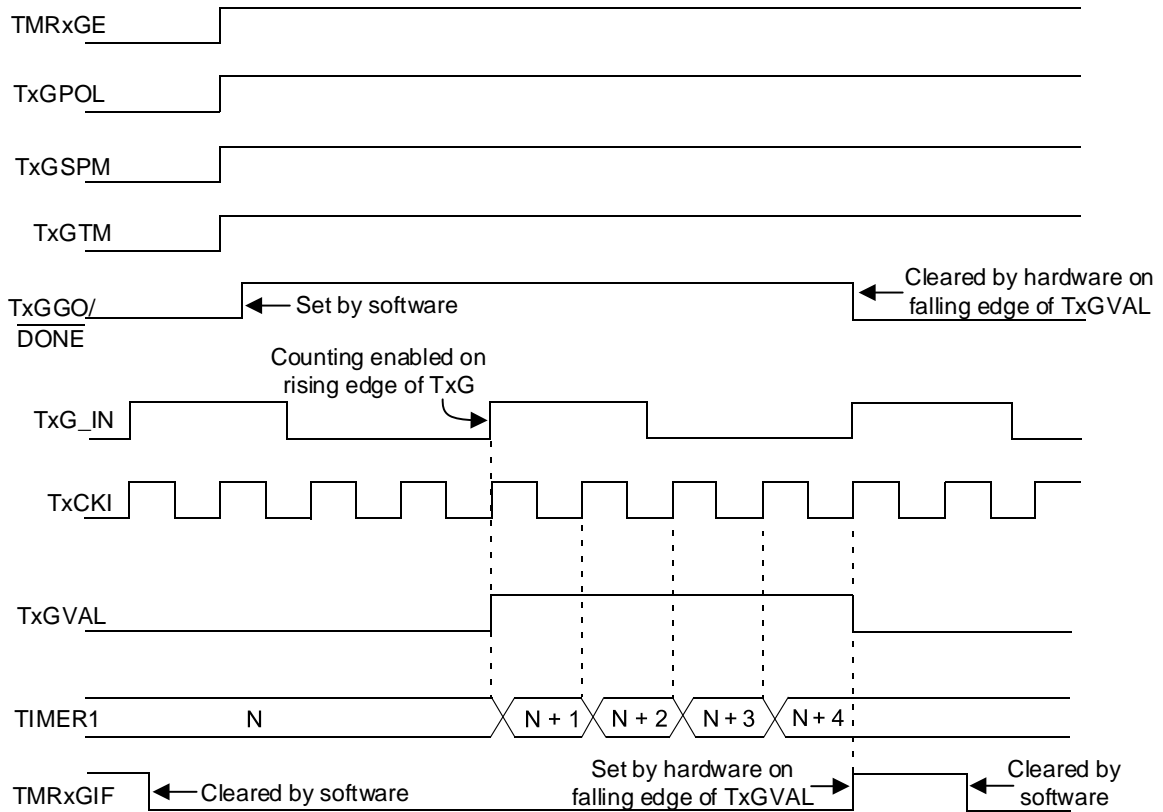 TMRxGE
TxGPOL
TxGSPM
TxGTM
TxGGO/
DONE
Set by software
Cleared by hardware on
falling edge of TxGVAL
Counting enabled on
rising edge of TxG
TxG_IN
TxCKI
TxGVAL
TIMER1
N
N + 1
N + 2
N + 3
N + 4
TMRxGIF
Cleared by software
Set by hardware on
falling edge of TxGVAL
Cleared by
software